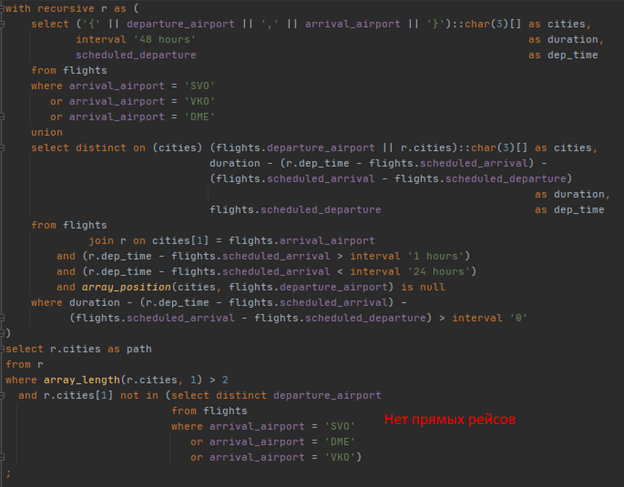 with recursive r as (
    select ('{' || departure_airport || ',' || arrival_airport || '}')::char(3)[] as cities,
           interval '48 hours'                                                    as duration,
           scheduled_departure                                                    as dep_time
    from flights
    where arrival_airport = 'SVO'
       or arrival_airport = 'VKO'
       or arrival_airport = 'DME'
    union
    select distinct on (cities) (flights.departure_airport || r.cities)::char(3)[] as cities,
                                duration - (r.dep_time - flights.scheduled_arrival) -
                                (flights.scheduled_arrival - flights.scheduled_departure)
                                                                                   as duration,
                                flights.scheduled_departure                        as dep_time
    from flights
             join r on cities[1] = flights.arrival_airport
        and (r.dep_time - flights.scheduled_arrival > interval '1 hours')
        and (r.dep_time - flights.scheduled_arrival < interval '24 hours')
        and array_position(cities, flights.departure_airport) is null
    where duration - (r.dep_time - flights.scheduled_arrival) -
          (flights.scheduled_arrival - flights.scheduled_departure) > interval '0'
)
select r.cities as path
from r
where array_length(r.cities, 1) > 2
  and r.cities[1] not in (select distinct departure_airport
                          from flights
                          where arrival_airport = 'SVO'
Нет прямых рейсов
                             or arrival_airport = 'DME'
                             or arrival_airport = 'VKO')
;